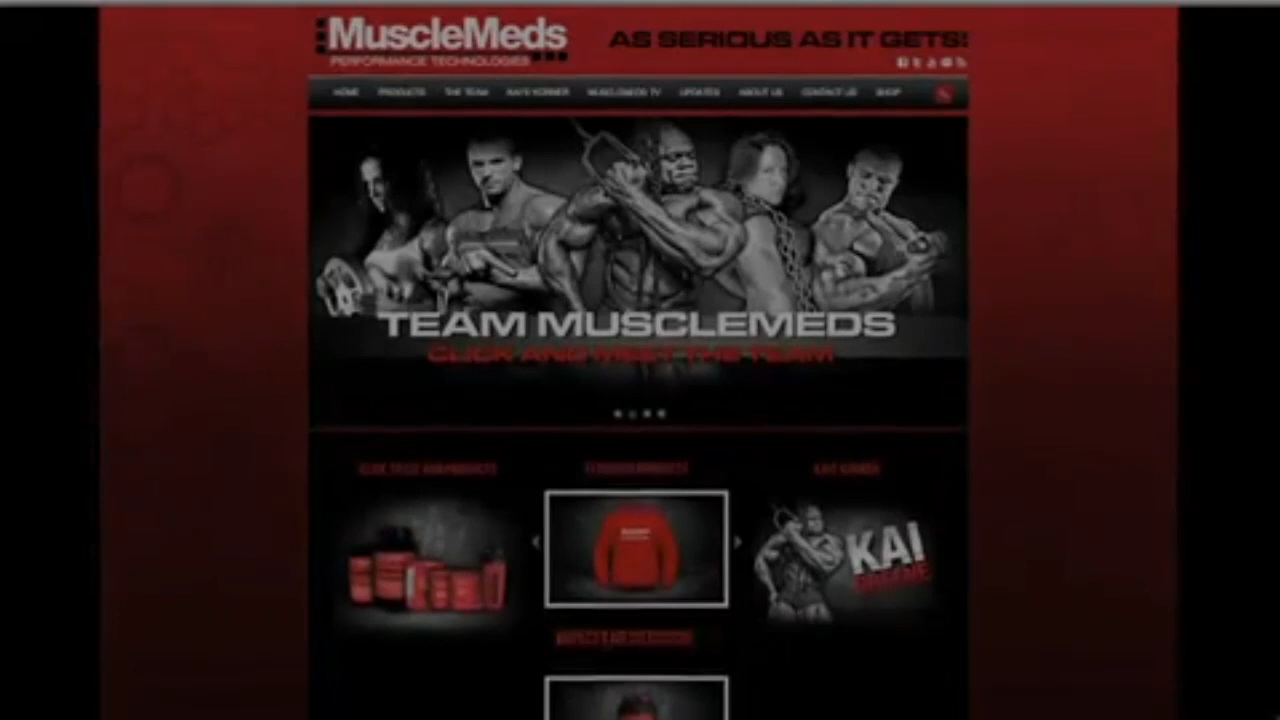 MuscleMeds
AS SERIOUS AS IT GETS!
PERFORMANCE TECHNOLOGIES
HOME PRODUCTS THE TEAM KAI'S KORNER MUSCLEMEDS TV UPDATES ABOUT US CONTACT US SHOP
TEAM MUSCLEMEDS
CLICK AND MEET THE TEAM
KAI
GREENE